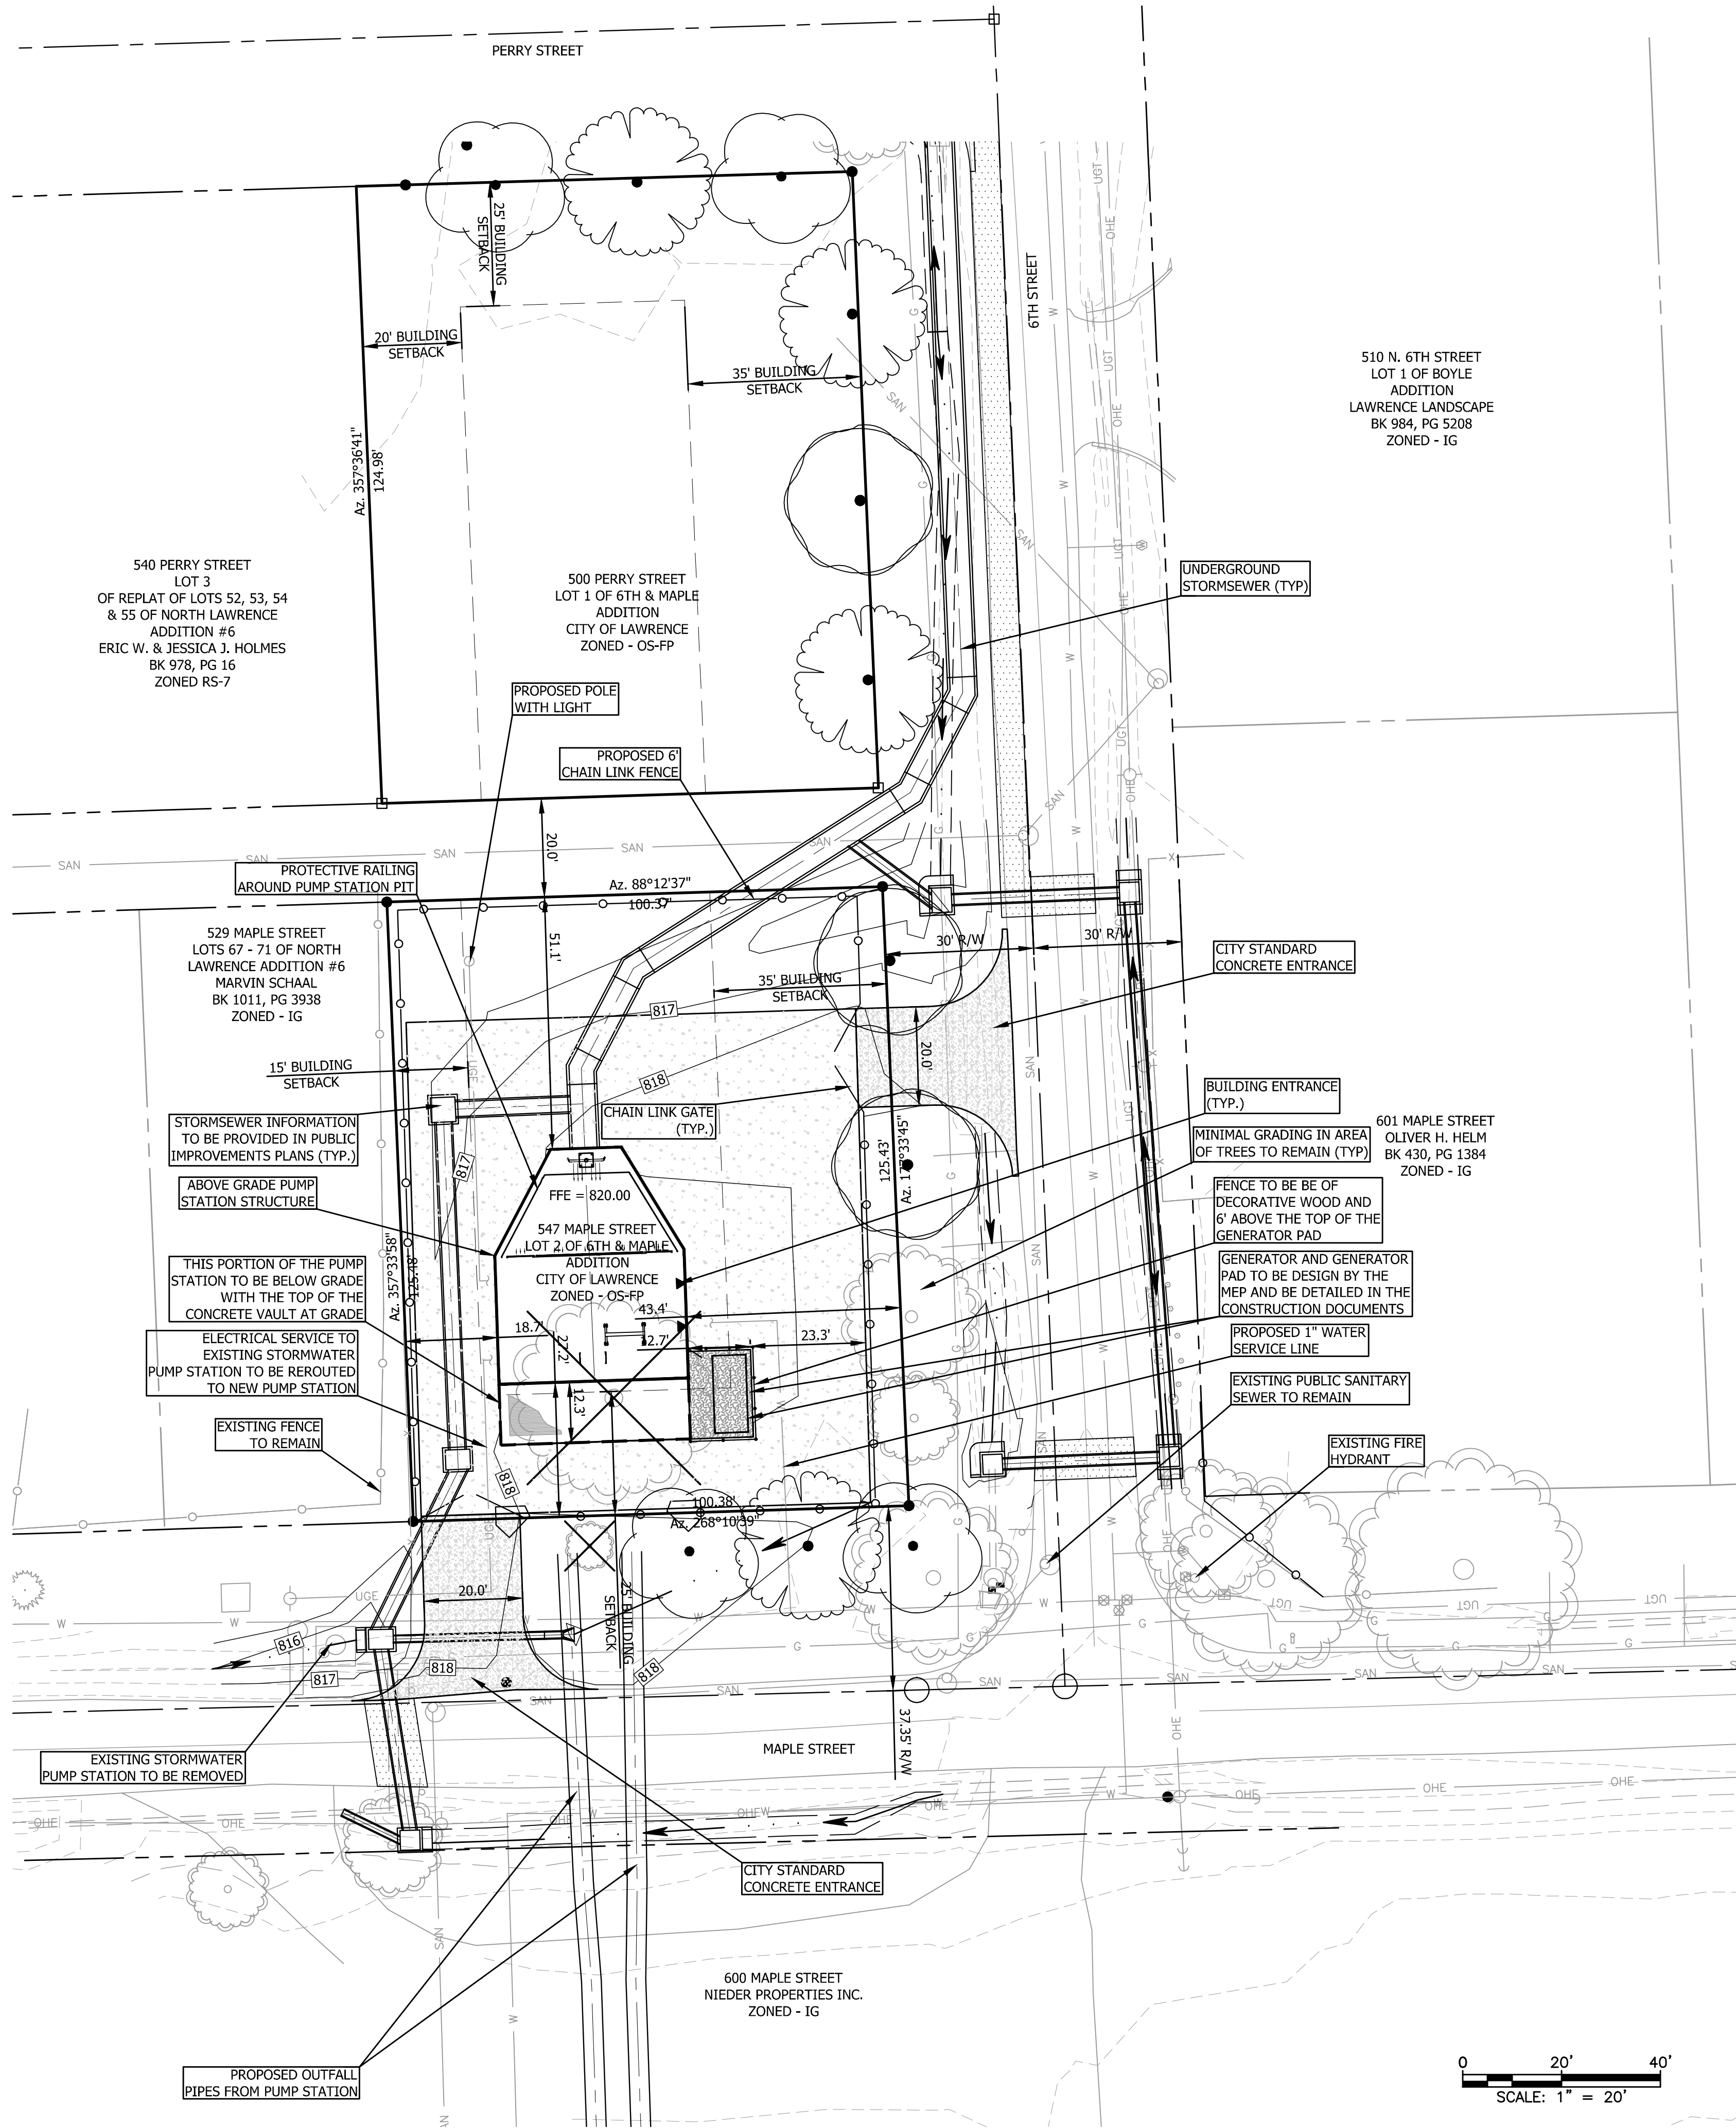 PERRY STREET
25' BUILDING
SETBACK
20' BUILDING
SETBACK
35' BUILDING
SETBACK
6TH STREET
510 N. 6TH STREET
LOT 1 OF BOYLE
ADDITION
LAWRENCE LANDSCAPE
BK 984, PG 5208
ZONED - IG
Az. 357°36'41"
124.98'
540 PERRY STREET
LOT 3
OF REPLAT OF LOTS 52, 53, 54
& 55 OF NORTH LAWRENCE
ADDITION #6
ERIC W. & JESSICA J. HOLMES
BK 978, PG 16
ZONED RS-7
500 PERRY STREET
LOT 1 OF 6TH & MAPLE
ADDITION
CITY OF LAWRENCE
ZONED - OS-FP
UNDERGROUND
STORMSEWER (TYP)
PROPOSED POLE
WITH LIGHT
PROPOSED 6'
CHAIN LINK FENCE
20.0'
SAN
SAN
SAN
SAN
SAN
PROTECTIVE RAILING
AROUND PUMP STATION PIT
Az. 88°12'37"
100.37'
529 MAPLE STREET
LOTS 67 - 71 OF NORTH
LAWRENCE ADDITION #6
MARVIN SCHAAL
BK 1011, PG 3938
ZONED - IG
51.1'
30' R/W
30' R/W
CITY STANDARD
CONCRETE ENTRANCE
35' BUILDING
SETBACK
817
15' BUILDING
SETBACK
UGE
818
20.0'
STORMSEWER INFORMATION
TO BE PROVIDED IN PUBLIC
IMPROVEMENTS PLANS (TYP.)
CHAIN LINK GATE
(TYP.)
BUILDING ENTRANCE
(TYP.)
601 MAPLE STREET
OLIVER H. HELM
BK 430, PG 1384
ZONED - IG
MINIMAL GRADING IN AREA
OF TREES TO REMAIN (TYP)
817
125.43'
Az. 177°33'45"
ABOVE GRADE PUMP
STATION STRUCTURE
FFE = 820.00
547 MAPLE STREET
LOT 2 OF 6TH & MAPLE
ADDITION
CITY OF LAWRENCE
ZONED - OS-FP
FENCE TO BE BE OF
DECORATIVE WOOD AND
6' ABOVE THE TOP OF THE
GENERATOR PAD
Az. 357°33'58"
125.48'
THIS PORTION OF THE PUMP
STATION TO BE BELOW GRADE
WITH THE TOP OF THE
CONCRETE VAULT AT GRADE
GENERATOR AND GENERATOR
PAD TO BE DESIGN BY THE
MEP AND BE DETAILED IN THE
CONSTRUCTION DOCUMENTS
43.4'
18.7'
12.7'
23.3'
27.2'
12.3'
ELECTRICAL SERVICE TO
EXISTING STORMWATER
PUMP STATION TO BE REROUTED
TO NEW PUMP STATION
PROPOSED 1" WATER
SERVICE LINE
EXISTING PUBLIC SANITARY
SEWER TO REMAIN
EXISTING FENCE
TO REMAIN
EXISTING FIRE
HYDRANT
818
100.38'
Az. 268°10'39"
UGE
20.0'
25' BUILDING
SETBACK
816
817
818
818
37.35' R/W
MAPLE STREET
EXISTING STORMWATER
PUMP STATION TO BE REMOVED
OHE
OHE
OHE
OHE
OHE
OHE
OHE
OHE
CITY STANDARD
CONCRETE ENTRANCE
600 MAPLE STREET
NIEDER PROPERTIES INC.
ZONED - IG
PROPOSED OUTFALL
PIPES FROM PUMP STATION
0 20' 40'
SCALE: 1" = 20'